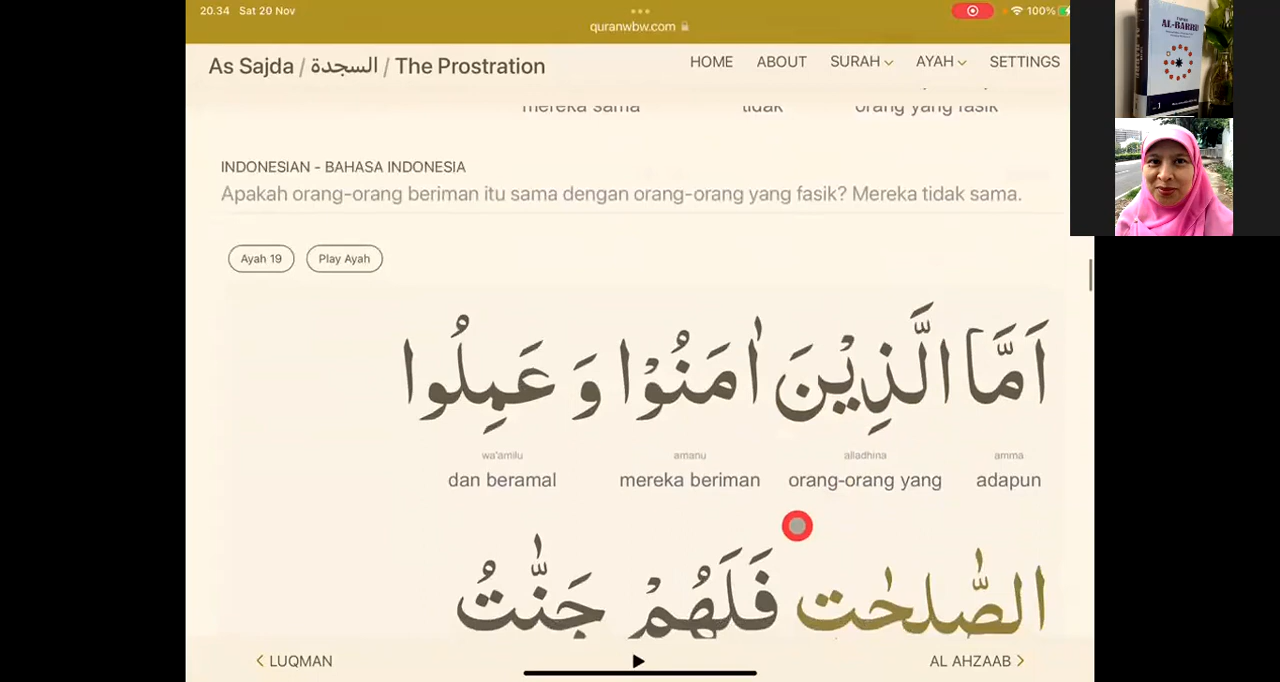 20.34 Sat 20 Nov
quranwbw.com
100%
As Sajda / السجدة / The Prostration
HOME ABOUT SURAH AYAH SETTINGS
mereka sama tidak orang yang fasik
INDONESIAN - BAHASA INDONESIA
Apakah orang-orang beriman itu sama dengan orang-orang yang fasik? Mereka tidak sama.
Ayah 19 Play Ayah
اَمَّا الَّذِيْنَ اٰمَنُوْا وَ عَمِلُوا
wa'amilu amanu alladhina amma
dan beramal mereka beriman orang-orang yang adapun
الصّٰلحٰت فَلَهُمْ جَنّٰتُ
LUQMAN AL AHZAAB
AL-BARRU